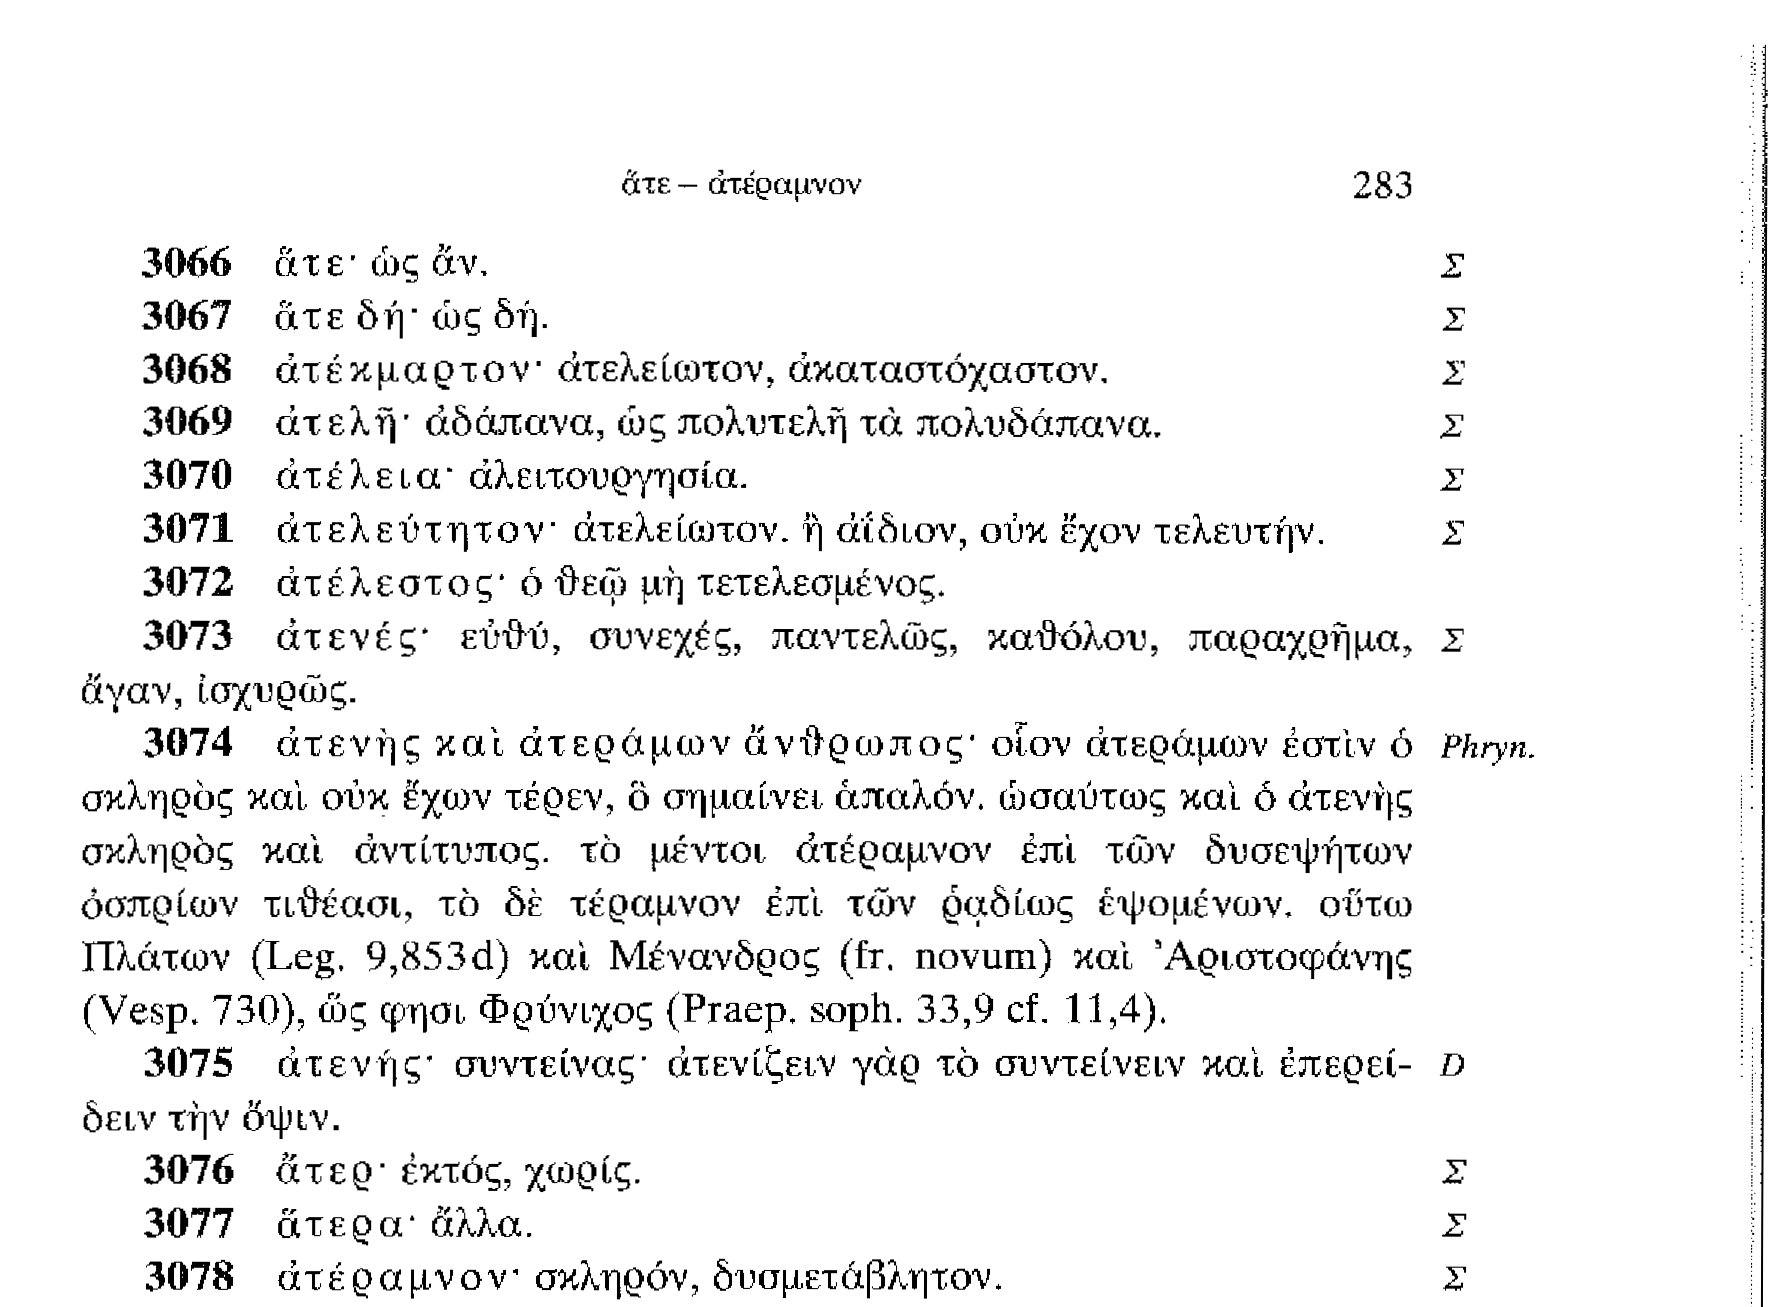 ἅτε – ἀτέραμνον 283
3066 ἅτε· ὡς ἄν. Σ
3067 ἅτε δή· ὡς δή. Σ
3068 ἀτέκμαρτον· ἀτελείωτον, ἀκαταστόχαστον. Σ
3069 ἀτελῆ· ἀδάπανα, ὡς πολυτελῆ τὰ πολυδάπανα. Σ
3070 ἀτέλεια· ἀλειτουργησία. Σ
3071 ἀτελεύτητον· ἀτελείωτον. ἢ ἀΐδιον, οὐκ ἔχον τελευτήν. Σ
3072 ἀτέλεστος· ὁ θεῷ μὴ τετελεσμένος.
3073 ἀτενές· εὐθύ, συνεχές, παντελῶς, καθόλου, παραχρῆμα, Σ
ἄγαν, ἰσχυρῶς.
3074 ἀτενὴς καὶ ἀτεράμων ἄνθρωπος· οἷον ἀτεράμων ἐστὶν ὁ Phryn.
σκληρὸς καὶ οὐκ ἔχων τέρεν, ὃ σημαίνει ἁπαλόν. ὡσαύτως καὶ ὁ ἀτενὴς
σκληρὸς καὶ ἀντίτυπος. τὸ μέντοι ἀτέραμνον ἐπὶ τῶν δυσεψήτων
ὀσπρίων τιθέασι, τὸ δὲ τέραμνον ἐπὶ τῶν ῥᾳδίως ἑψομένων. οὕτω
Πλάτων (Leg. 9,853d) καὶ Μένανδρος (fr. novum) καὶ Ἀριστοφάνης
(Vesp. 730), ὥς φησι Φρύνιχος (Praep. soph. 33,9 cf. 11,4).
3075 ἀτενής· συντείνας· ἀτενίζειν γὰρ τὸ συντείνειν καὶ ἐπερεί- D
δειν τὴν ὄψιν.
3076 ἄτερ· ἐκτός, χωρίς. Σ
3077 ἅτερα· ἄλλα. Σ
3078 ἀτέραμνον· σκληρόν, δυσμετάβλητον. Σ